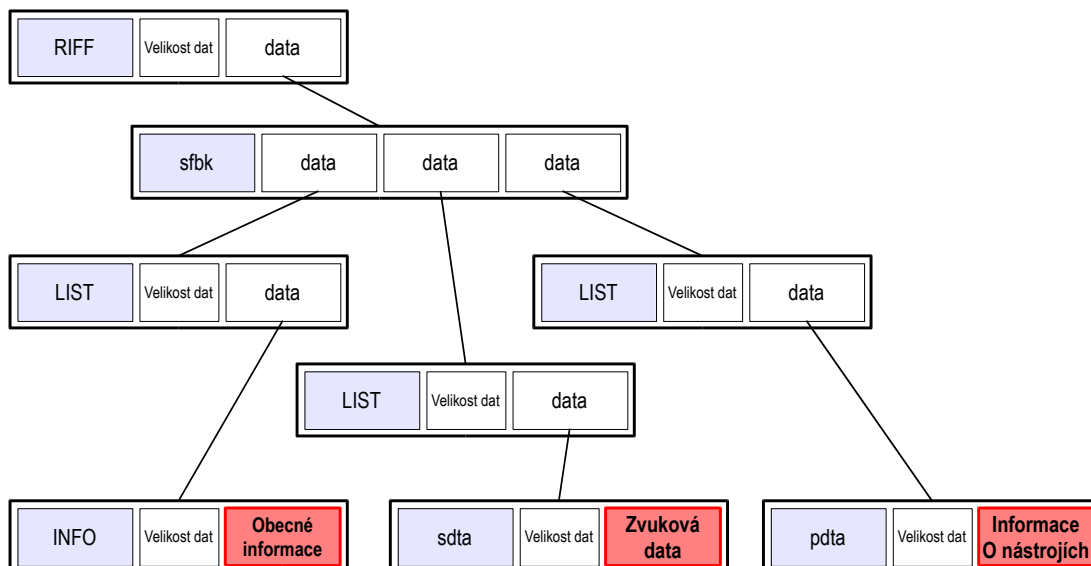 RIFF Velikost dat data
sfbk data data data
LIST Velikost dat data
LIST Velikost dat data
LIST Velikost dat data
INFO Velikost dat Obecné
informace
sdta Velikost dat Zvuková
data
pdta Velikost dat Informace
O nástrojích